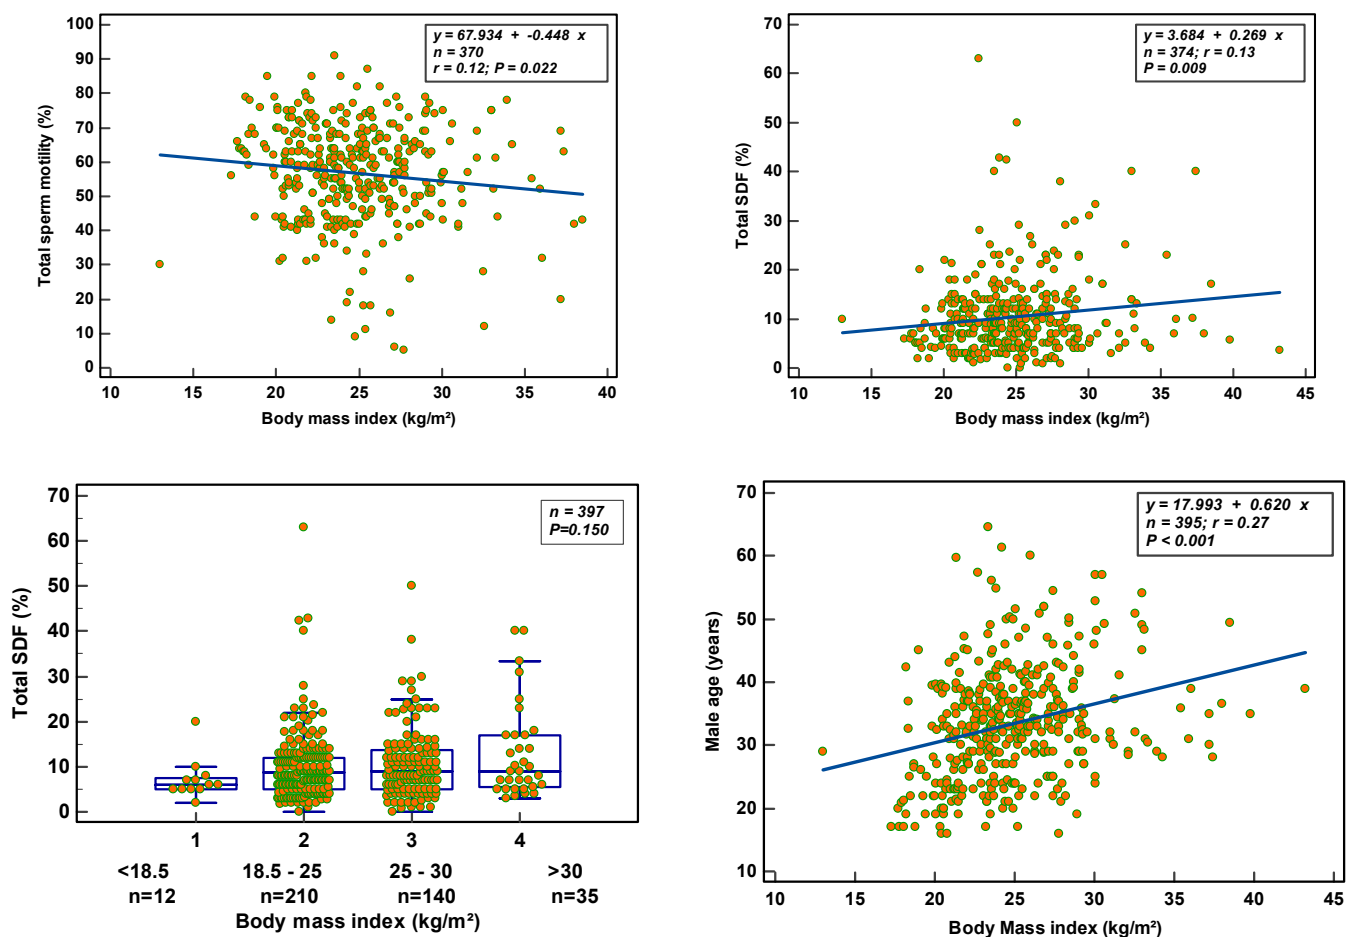 y = 67.934 + -0.448 x
n = 370
r = 0.12; P = 0.022
100
90
80
70
60
50
40
30
20
10
0
Total sperm motility (%)
10 15 20 25 30 35 40
Body mass index (kg/m²)
y = 3.684 + 0.269 x
n = 374; r = 0.13
P = 0.009
70
60
50
40
30
20
10
0
Total SDF (%)
10 15 20 25 30 35 40 45
Body mass index (kg/m²)
n = 397
P=0.150
70
60
50
40
30
20
10
0
Total SDF (%)
1 2 3 4
<18.5 18.5 - 25 25 - 30 >30
n=12 n=210 n=140 n=35
Body mass index (kg/m²)
y = 17.993 + 0.620 x
n = 395; r = 0.27
P < 0.001
70
60
50
40
30
20
10
Male age (years)
10 15 20 25 30 35 40 45
Body Mass index (kg/m²)